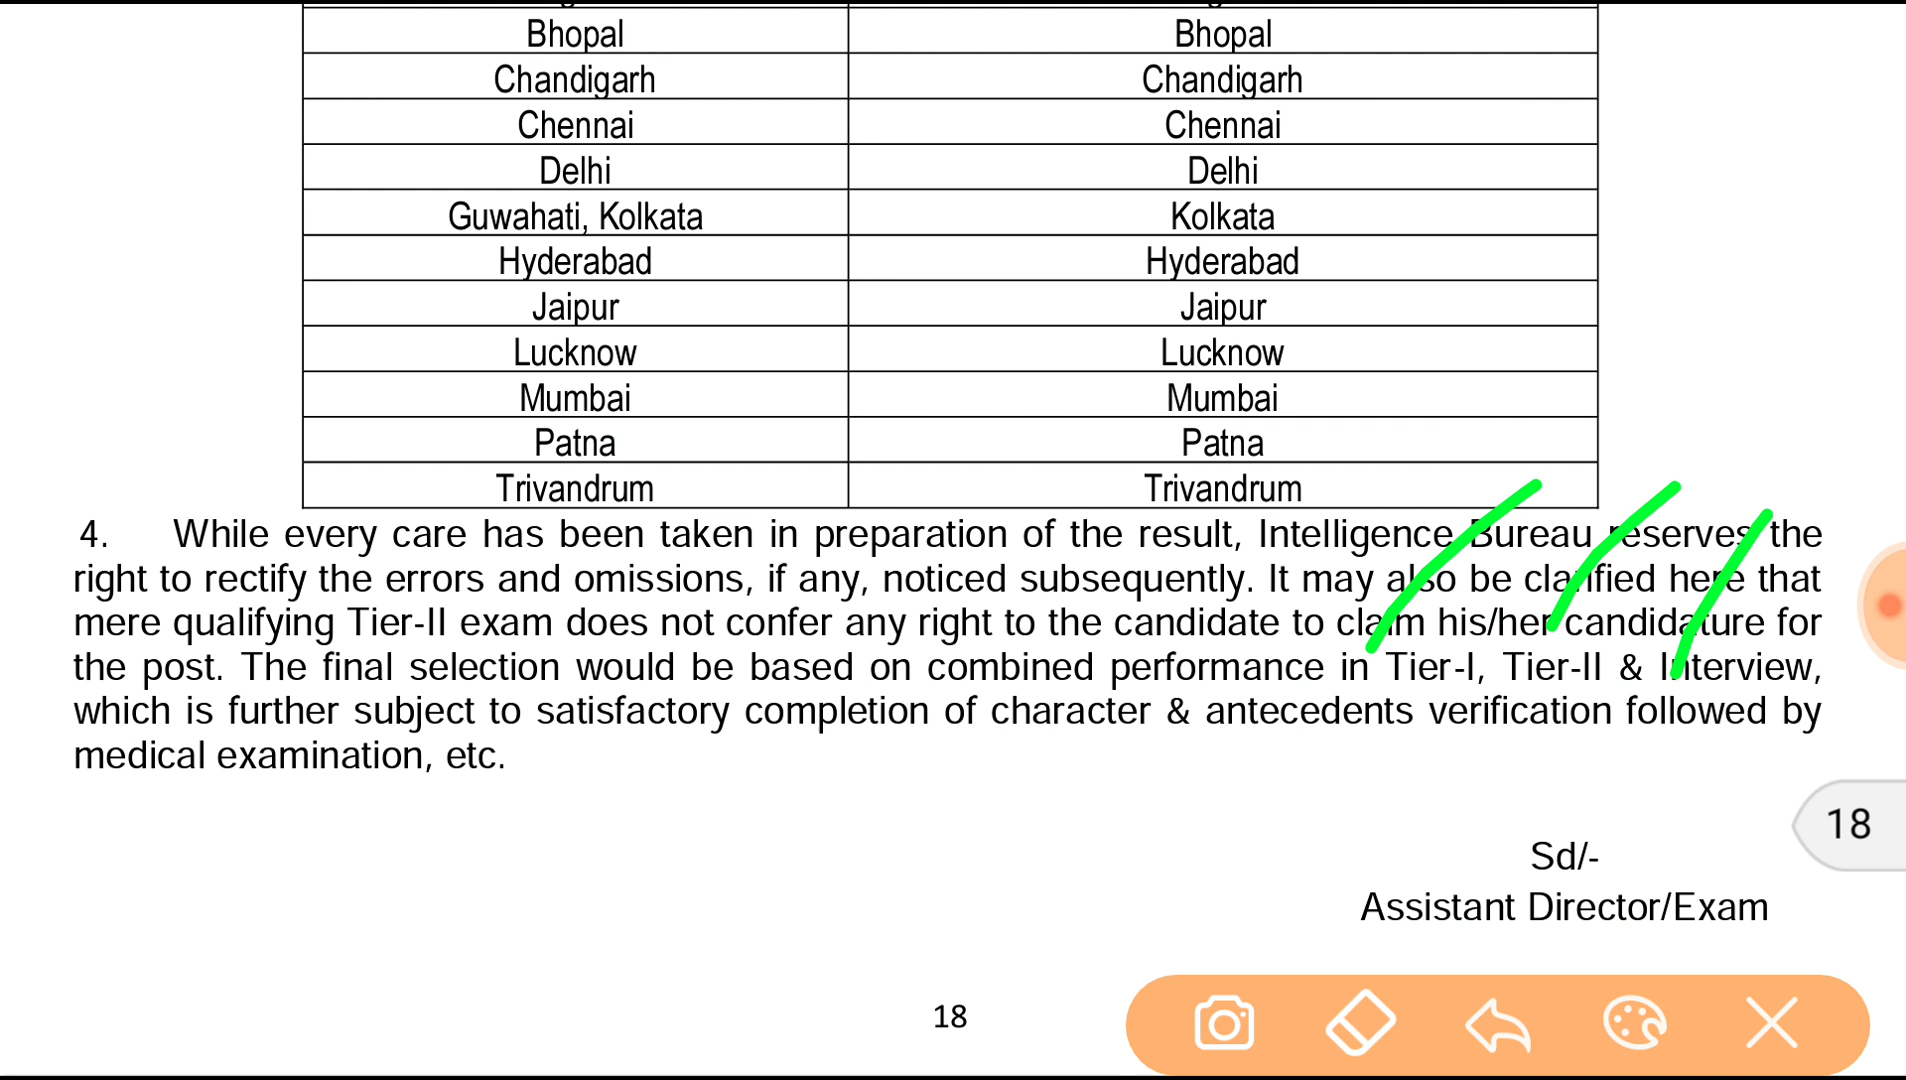 Bhopal Bhopal
Chandigarh Chandigarh
Chennai Chennai
Delhi Delhi
Guwahati, Kolkata Kolkata
Hyderabad Hyderabad
Jaipur Jaipur
Lucknow Lucknow
Mumbai Mumbai
Patna Patna
Trivandrum Trivandrum
4. While every care has been taken in preparation of the result, Intelligence Bureau reserves the
right to rectify the errors and omissions, if any, noticed subsequently. It may also be clarified here that
mere qualifying Tier-II exam does not confer any right to the candidate to claim his/her candidature for
the post. The final selection would be based on combined performance in Tier-I, Tier-II & Interview,
which is further subject to satisfactory completion of character & antecedents verification followed by
medical examination, etc.
18
Sd/-
Assistant Director/Exam
18